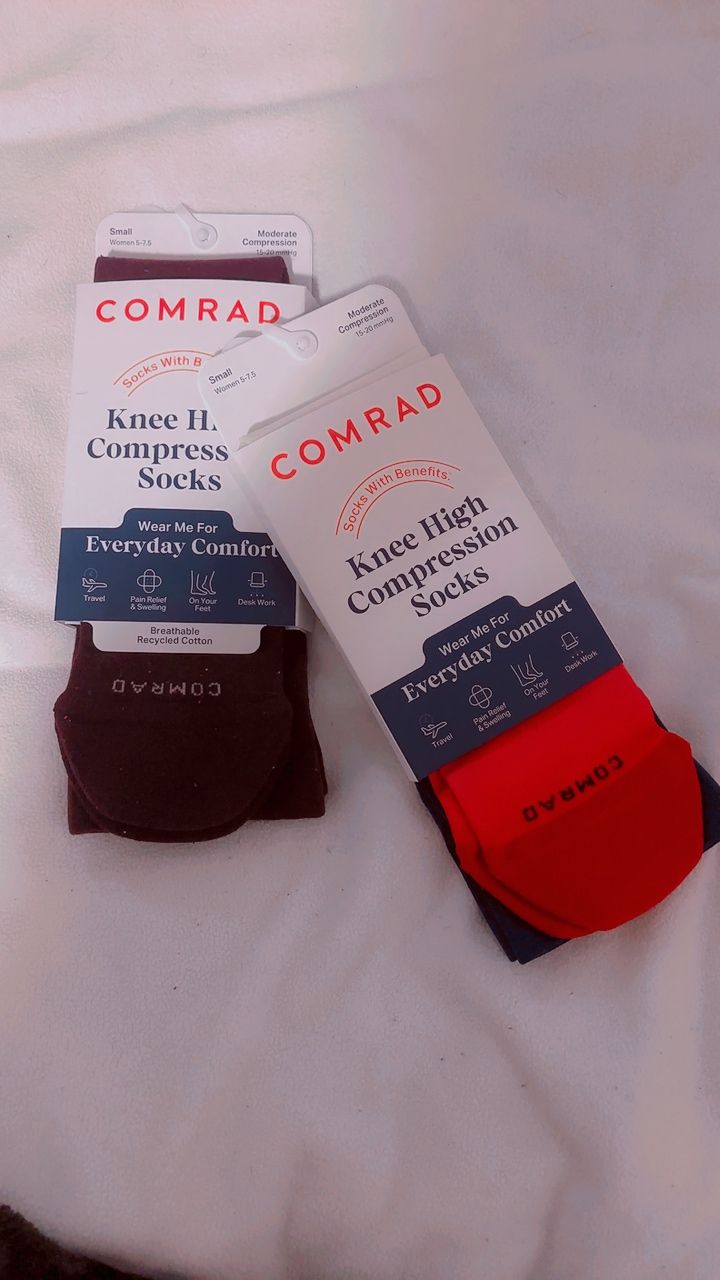 Small
Women 5-7.5
Moderate
Compression
15-20 mmHg
COMRAD
Socks With
Knee
Compress
Socks
Wear Me For
Everyday Comfort
Travel
Pain Relief
& Swelling
On Your
Feet
Desk Work
Breathable
Recycled Cotton
COMRAD
Small
Women 5-7.5
Moderate
Compression
15-20 mmHg
COMRAD
Socks With Benefits.
Knee High
Compression
Socks
Wear Me For
Everyday Comfort
Travel
Pain Relief
& Swelling
On Your
Feet
Desk Work
COMRAD